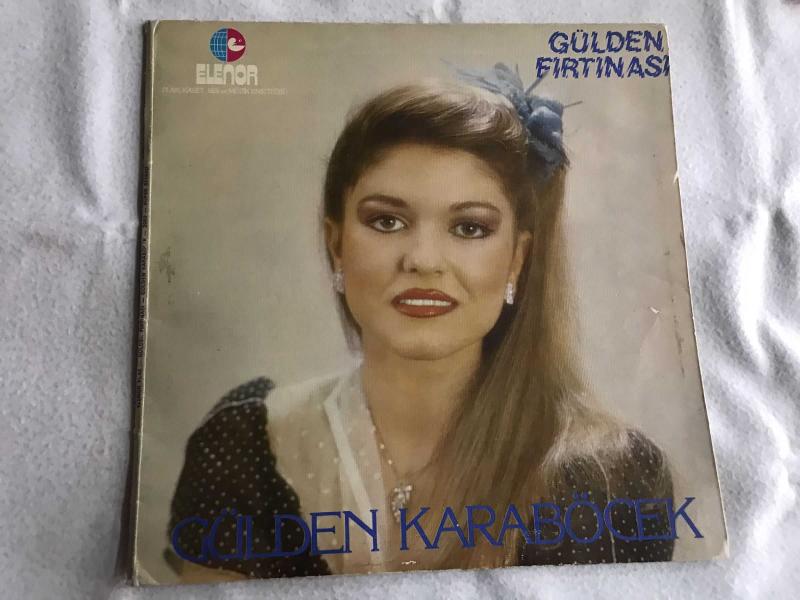 ELENOR
GÜLDEN
FIRTINASI
GÜLDEN KARABÖCEK